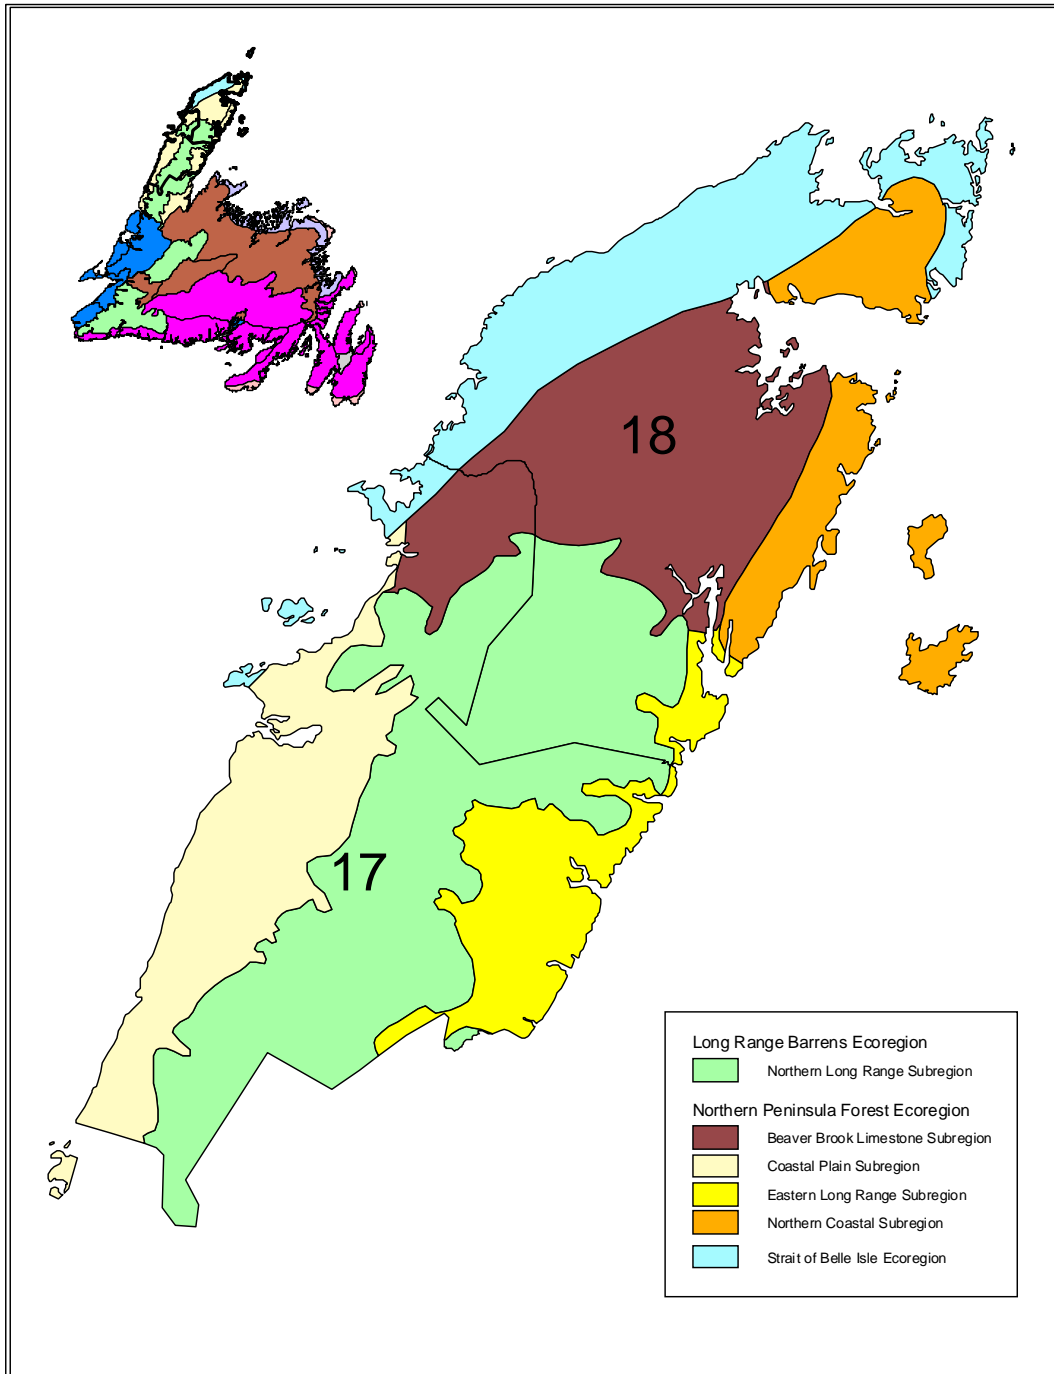 18
17
Long Range Barrens Ecoregion
Northern Long Range Subregion
Northern Peninsula Forest Ecoregion
Beaver Brook Limestone Subregion
Coastal Plain Subregion
Eastern Long Range Subregion
Northern Coastal Subregion
Strait of Belle Isle Ecoregion